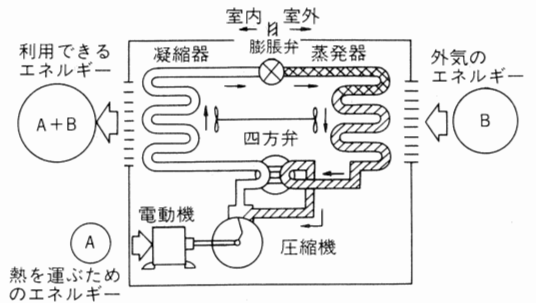 室内 室外
利用できる
エネルギー
凝縮器
膨脹弁
蒸発器
外気の
エネルギー
A+B
B
四方弁
電動機
A
圧縮機
熱を運ぶため
のエネルギー